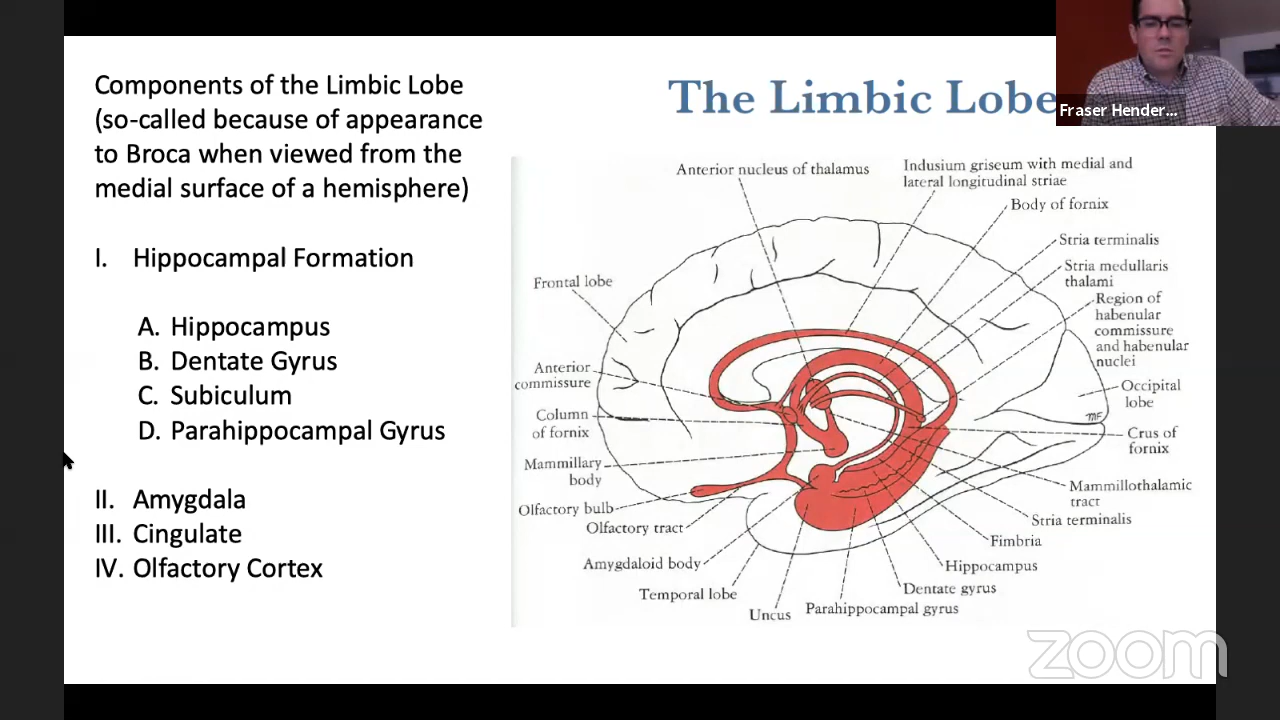 Components of the Limbic Lobe
(so-called because of appearance
to Broca when viewed from the
medial surface of a hemisphere)
I. Hippocampal Formation
A. Hippocampus
B. Dentate Gyrus
C. Subiculum
D. Parahippocampal Gyrus
II. Amygdala
III. Cingulate
IV. Olfactory Cortex
The Limbic Lobe
Fraser Hender...
Anterior nucleus of thalamus
Indusium griseum with medial and
lateral longitudinal striae
Body of fornix
Stria terminalis
Stria medullaris
thalami
Region of
habenular
commissure
and habenular
nuclei
Occipital
lobe
MF
Crus of
fornix
Mammillothalamic
tract
Stria terminalis
Fimbria
Hippocampus
Dentate gyrus
Parahippocampal gyrus
Uncus
Temporal lobe
Amygdaloid body
Olfactory tract
Olfactory bulb
Mammillary
body
Column
of fornix
Anterior
commissure
Frontal lobe
zoom